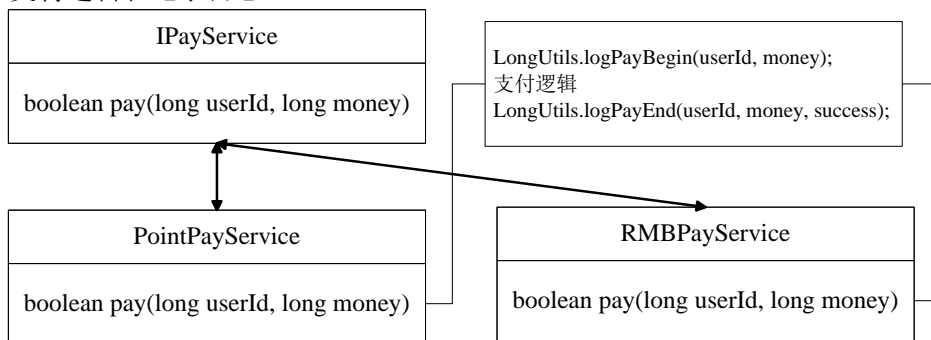 IPayService
boolean pay(long userId, long money)
LongUtils.logPayBegin(userId, money);
支付逻辑
LongUtils.logPayEnd(userId, money, success);
PointPayService
boolean pay(long userId, long money)
RMBPayService
boolean pay(long userId, long money)